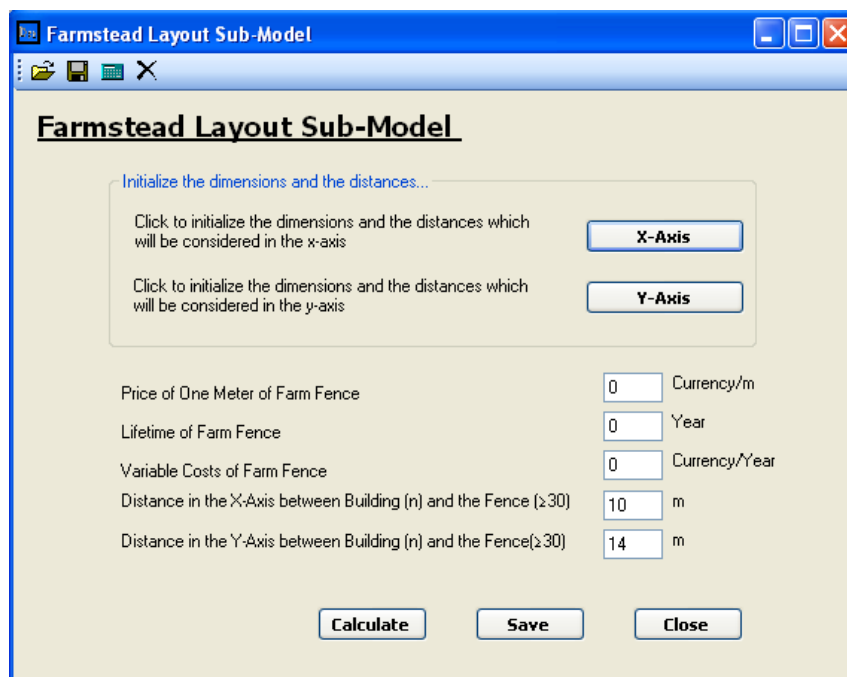 Farmstead Layout Sub-Model
Farmstead Layout Sub-Model
Initialize the dimensions and the distances...
Click to initialize the dimensions and the distances which
will be considered in the x-axis
X-Axis
Click to initialize the dimensions and the distances which
will be considered in the y-axis
Y-Axis
Price of One Meter of Farm Fence 0 Currency/m
Lifetime of Farm Fence 0 Year
Variable Costs of Farm Fence 0 Currency/Year
Distance in the X-Axis between Building (n) and the Fence (≥30) 10 m
Distance in the Y-Axis between Building (n) and the Fence(≥30) 14 m
Calculate Save Close